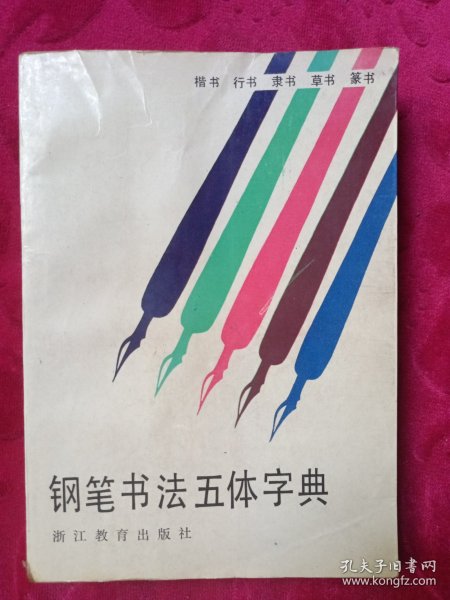 楷书 行书 隶书 草书 篆书
钢笔书法五体字典
浙江教育出版社
孔夫子旧书网
www.kongfz.com